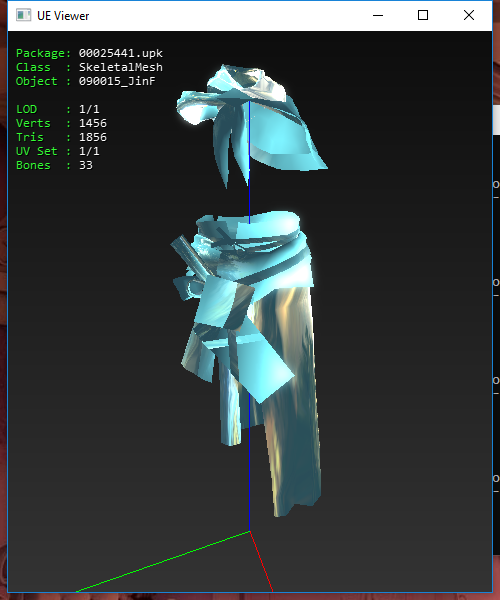 UE Viewer
Package: 00025441.upk
Class  : SkeletalMesh
Object : 090015_JinF
LOD    : 1/1
Verts  : 1456
Tris   : 1856
UV Set : 1/1
Bones  : 33